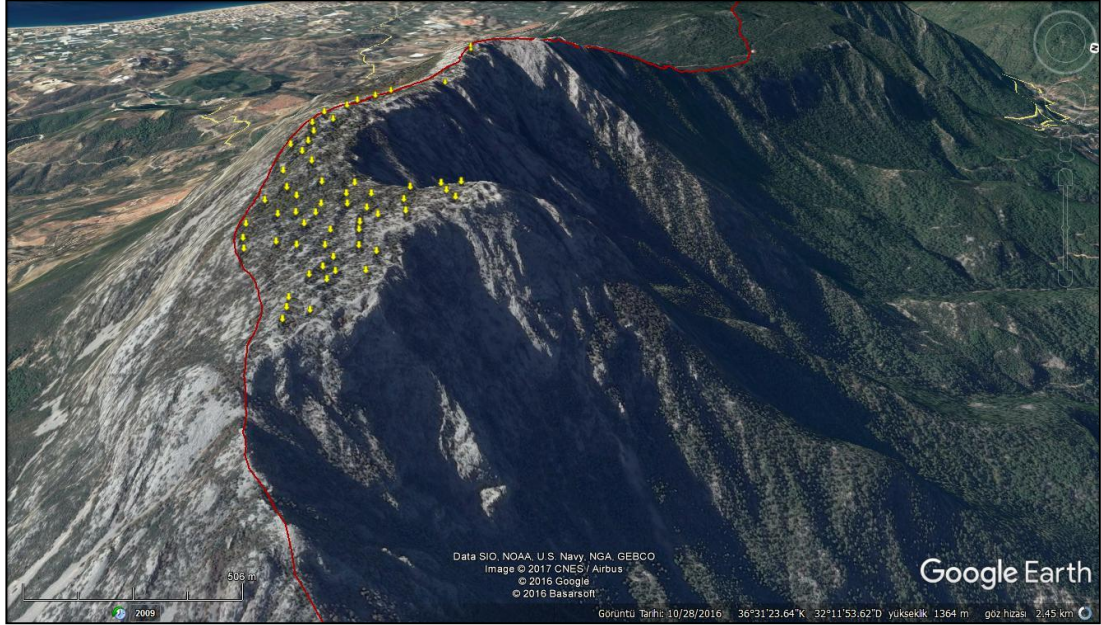 N
Data SIO, NOAA, U.S. Navy, NGA, GEBCO
Image © 2017 CNES / Airbus
© 2016 Google
© 2016 Basarsoft
Google Earth
506 m
2009
Görüntü Tarihi: 10/28/2016 36°31'23.64"K 32°11'53.62"D yükseklik 1364 m göz hizası 2.45 km